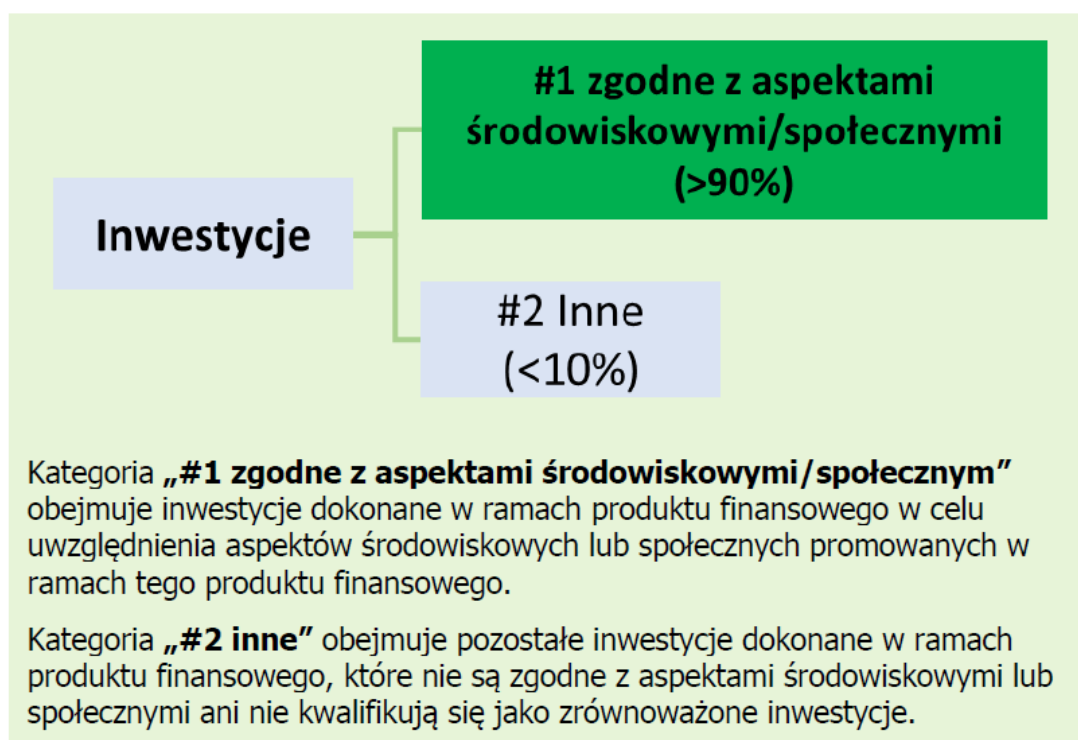 #1 zgodne z aspektami
środowiskowymi/społecznymi
(>90%)
Inwestycje
#2 Inne
(<10%)
Kategoria „#1 zgodne z aspektami środowiskowymi/społecznym”
obejmuje inwestycje dokonane w ramach produktu finansowego w celu
uwzględnienia aspektów środowiskowych lub społecznych promowanych w
ramach tego produktu finansowego.
Kategoria „#2 inne” obejmuje pozostałe inwestycje dokonane w ramach
produktu finansowego, które nie są zgodne z aspektami środowiskowymi lub
społecznymi ani nie kwalifikują się jako zrównoważone inwestycje.